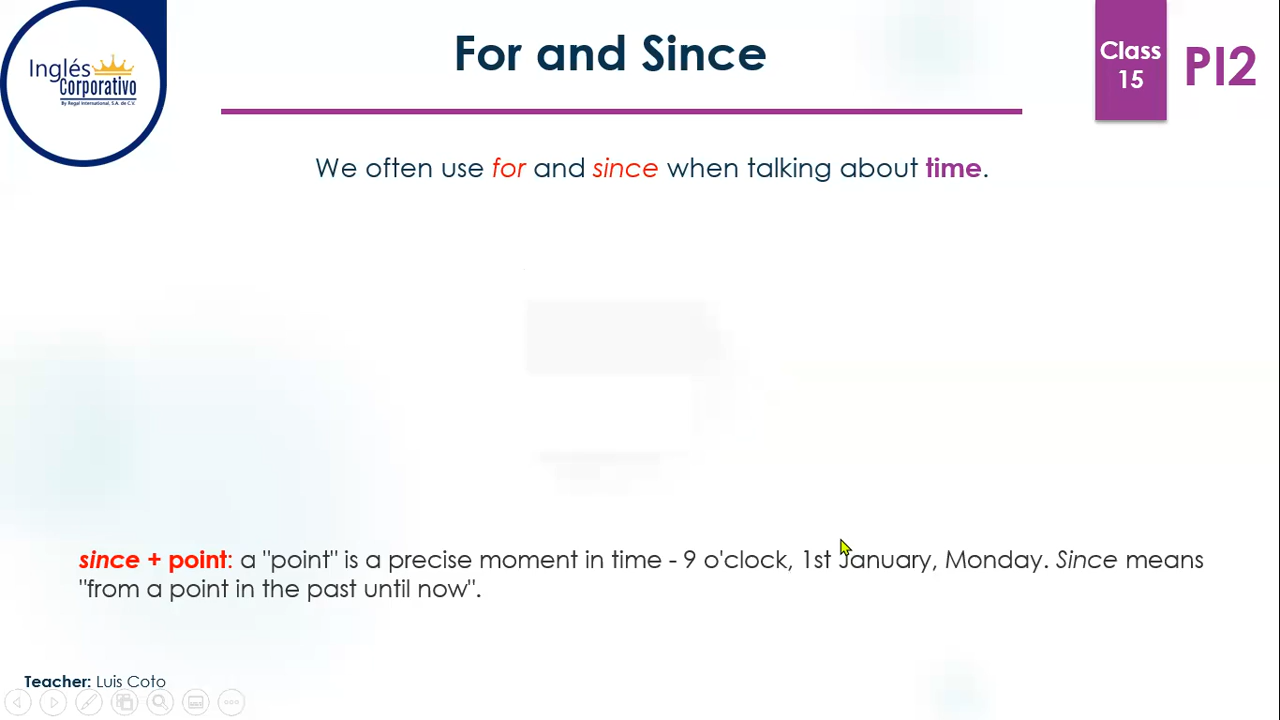 Inglés
Corporativo
By Regal International, S.A. de C.V.
For and Since
Class
15
PI2
We often use for and since when talking about time.
since + point: a "point" is a precise moment in time - 9 o'clock, 1st January, Monday. Since means
"from a point in the past until now".
Teacher: Luis Coto